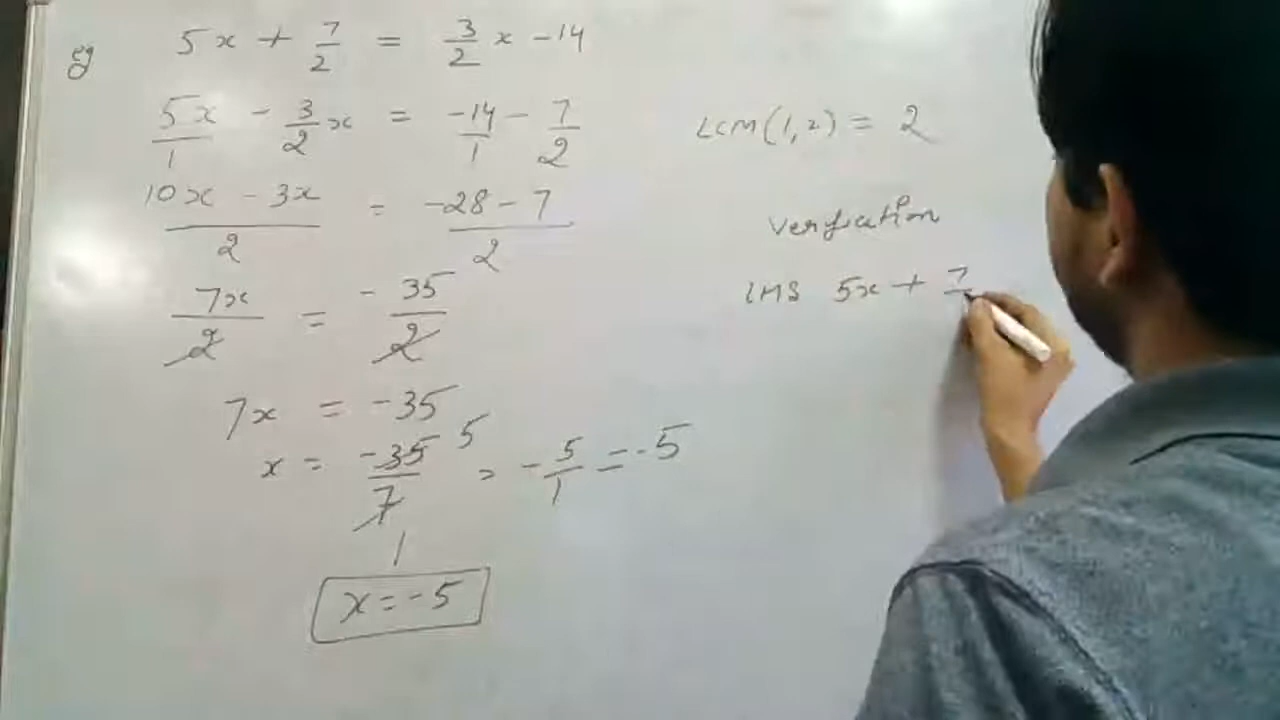 eg 5x + 7/2 = 3/2 x - 14
5x/1 - 3/2 x = -14/1 - 7/2
10x - 3x/2 = -28 - 7/2
7x/2 = - 35/2
7x = -35
x = -35/7 5 1 = - 5/1 = -5
x = -5
LCM(1,2) = 2
Verification
LHS 5x + 7/